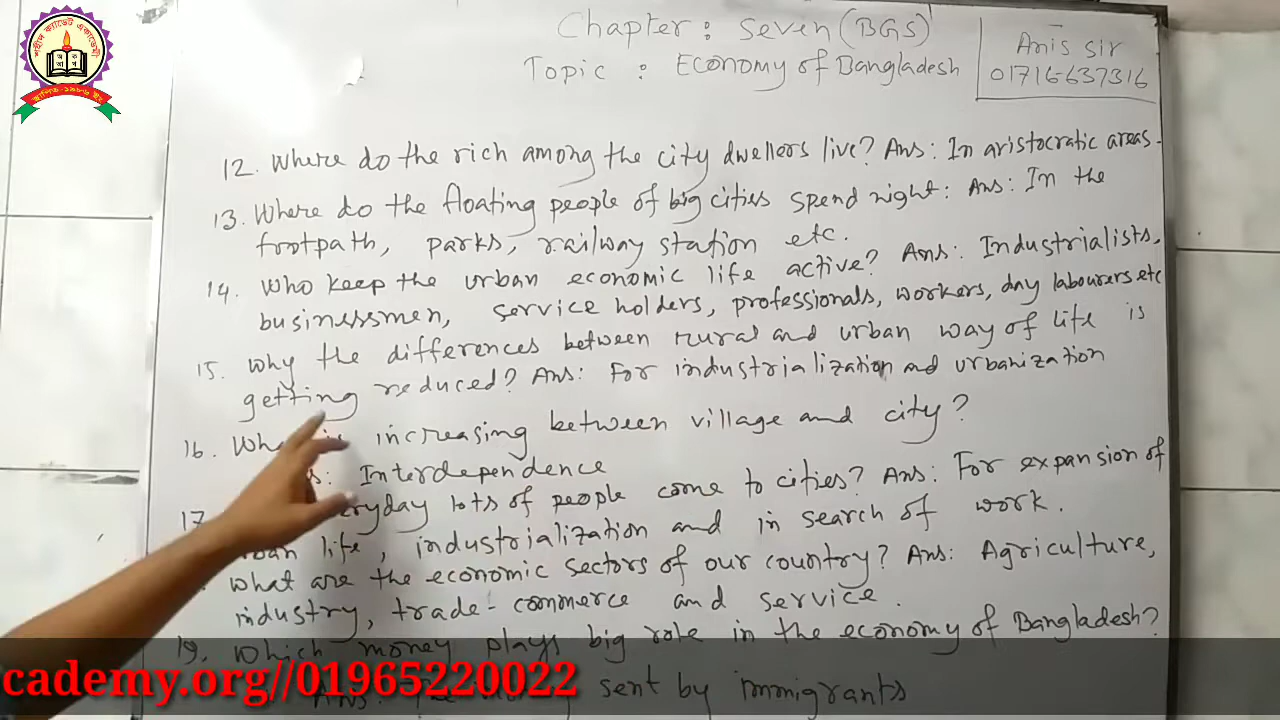 Chapter: Seven (BGS)
Topic : Economy of Bangladesh
Anis sir
01716-637316
12. Where do the rich among the city dwellers live? Ans: In aristocratic areas.
13. Where do the floating people of big cities spend night: Ans: In the
footpath, parks, railway station etc.
14. Who keep the urban economic life active? Ans: Industrialists,
businessmen, service holders, professionals, workers, day labourers etc
15. Why the differences between rural and urban way of life is
getting reduced? Ans: For industrialization and urbanization
16. increasing between village and city?
Interdependence
17. lots of people come to cities? Ans: For expansion of
life, industrialization and in search of work.
What are the economic sectors of our country? Ans: Agriculture,
industry, trade-commerce and service.
19. Which money plays big role in the economy of Bangladesh?
Ans: The money sent by immigrants
cademy.org//01965220022